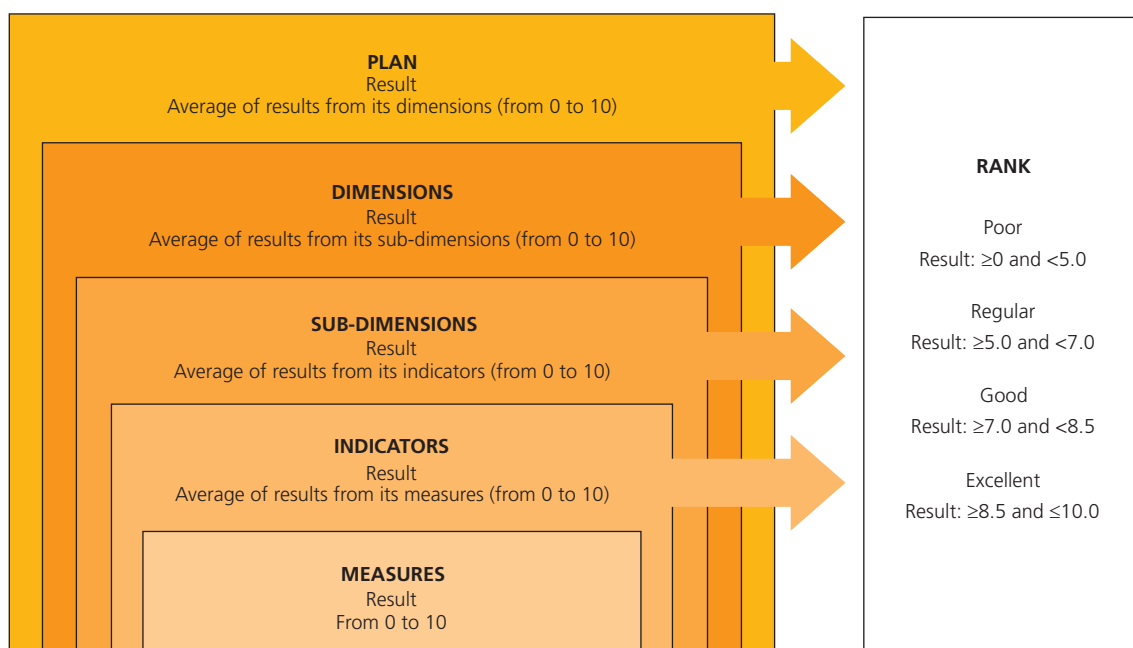 PLAN
Result
Average of results from its dimensions (from 0 to 10)
DIMENSIONS
Result
Average of results from its sub-dimensions (from 0 to 10)
SUB-DIMENSIONS
Result
Average of results from its indicators (from 0 to 10)
INDICATORS
Result
Average of results from its measures (from 0 to 10)
MEASURES
Result
From 0 to 10
RANK
Poor
Result: ≥0 and <5.0
Regular
Result: ≥5.0 and <7.0
Good
Result: ≥7.0 and <8.5
Excellent
Result: ≥8.5 and ≤10.0